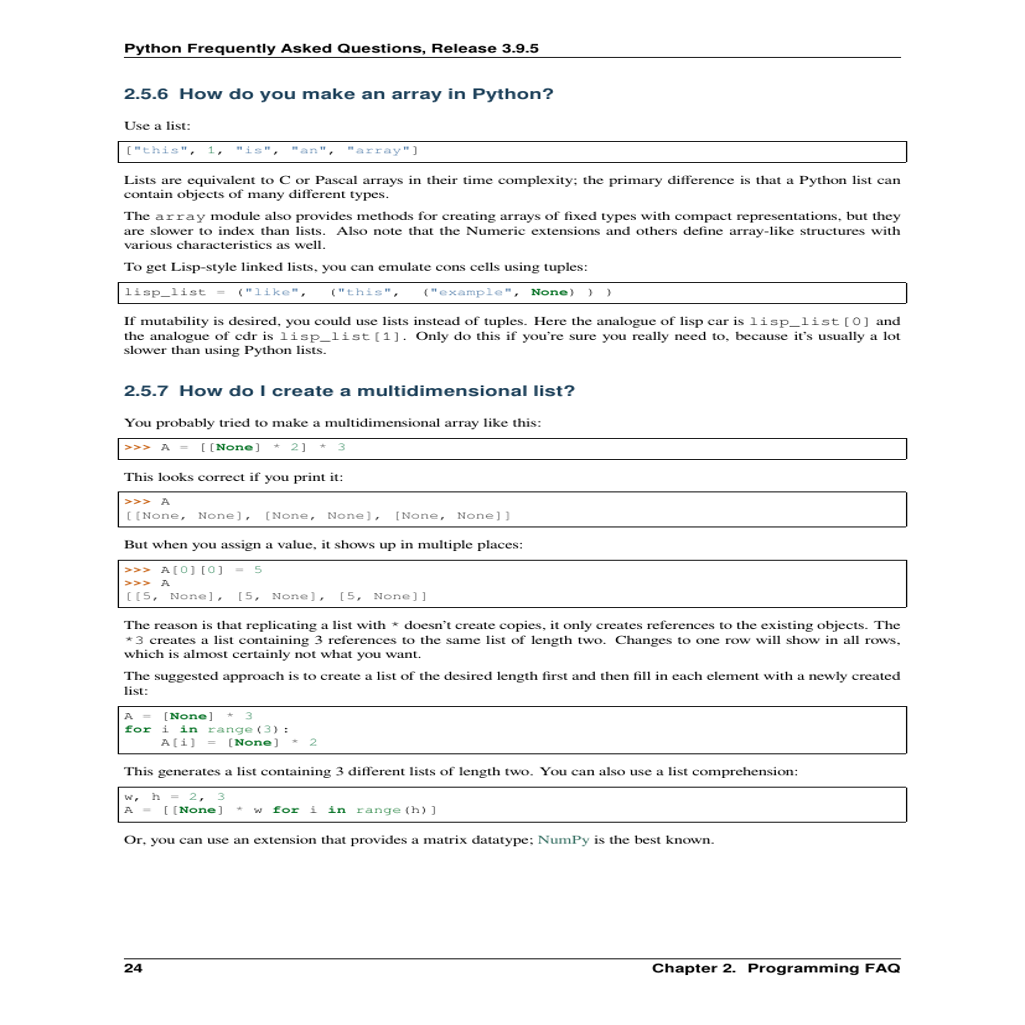 Python Frequently Asked Questions, Release 3.9.5
2.5.6 How do you make an array in Python?
Use a list:
["this", 1, "is", "an", "array"]
Lists are equivalent to C or Pascal arrays in their time complexity; the primary difference is that a Python list can
contain objects of many different types.
The array module also provides methods for creating arrays of fixed types with compact representations, but they
are slower to index than lists. Also note that the Numeric extensions and others define array-like structures with
various characteristics as well.
To get Lisp-style linked lists, you can emulate cons cells using tuples:
lisp_list = ("like",  ("this",  ("example", None) ) )
If mutability is desired, you could use lists instead of tuples. Here the analogue of lisp car is lisp_list[0] and
the analogue of cdr is lisp_list[1]. Only do this if you're sure you really need to, because it's usually a lot
slower than using Python lists.
2.5.7 How do I create a multidimensional list?
You probably tried to make a multidimensional array like this:
>>> A = [[None] * 2] * 3
This looks correct if you print it:
>>> A
[[None, None], [None, None], [None, None]]
But when you assign a value, it shows up in multiple places:
>>> A[0][0] = 5
>>> A
[[5, None], [5, None], [5, None]]
The reason is that replicating a list with * doesn't create copies, it only creates references to the existing objects. The
*3 creates a list containing 3 references to the same list of length two. Changes to one row will show in all rows,
which is almost certainly not what you want.
The suggested approach is to create a list of the desired length first and then fill in each element with a newly created
list:
A = [None] * 3
for i in range(3):
    A[i] = [None] * 2
This generates a list containing 3 different lists of length two. You can also use a list comprehension:
w, h = 2, 3
A = [[None] * w for i in range(h)]
Or, you can use an extension that provides a matrix datatype; NumPy is the best known.
24 Chapter 2. Programming FAQ